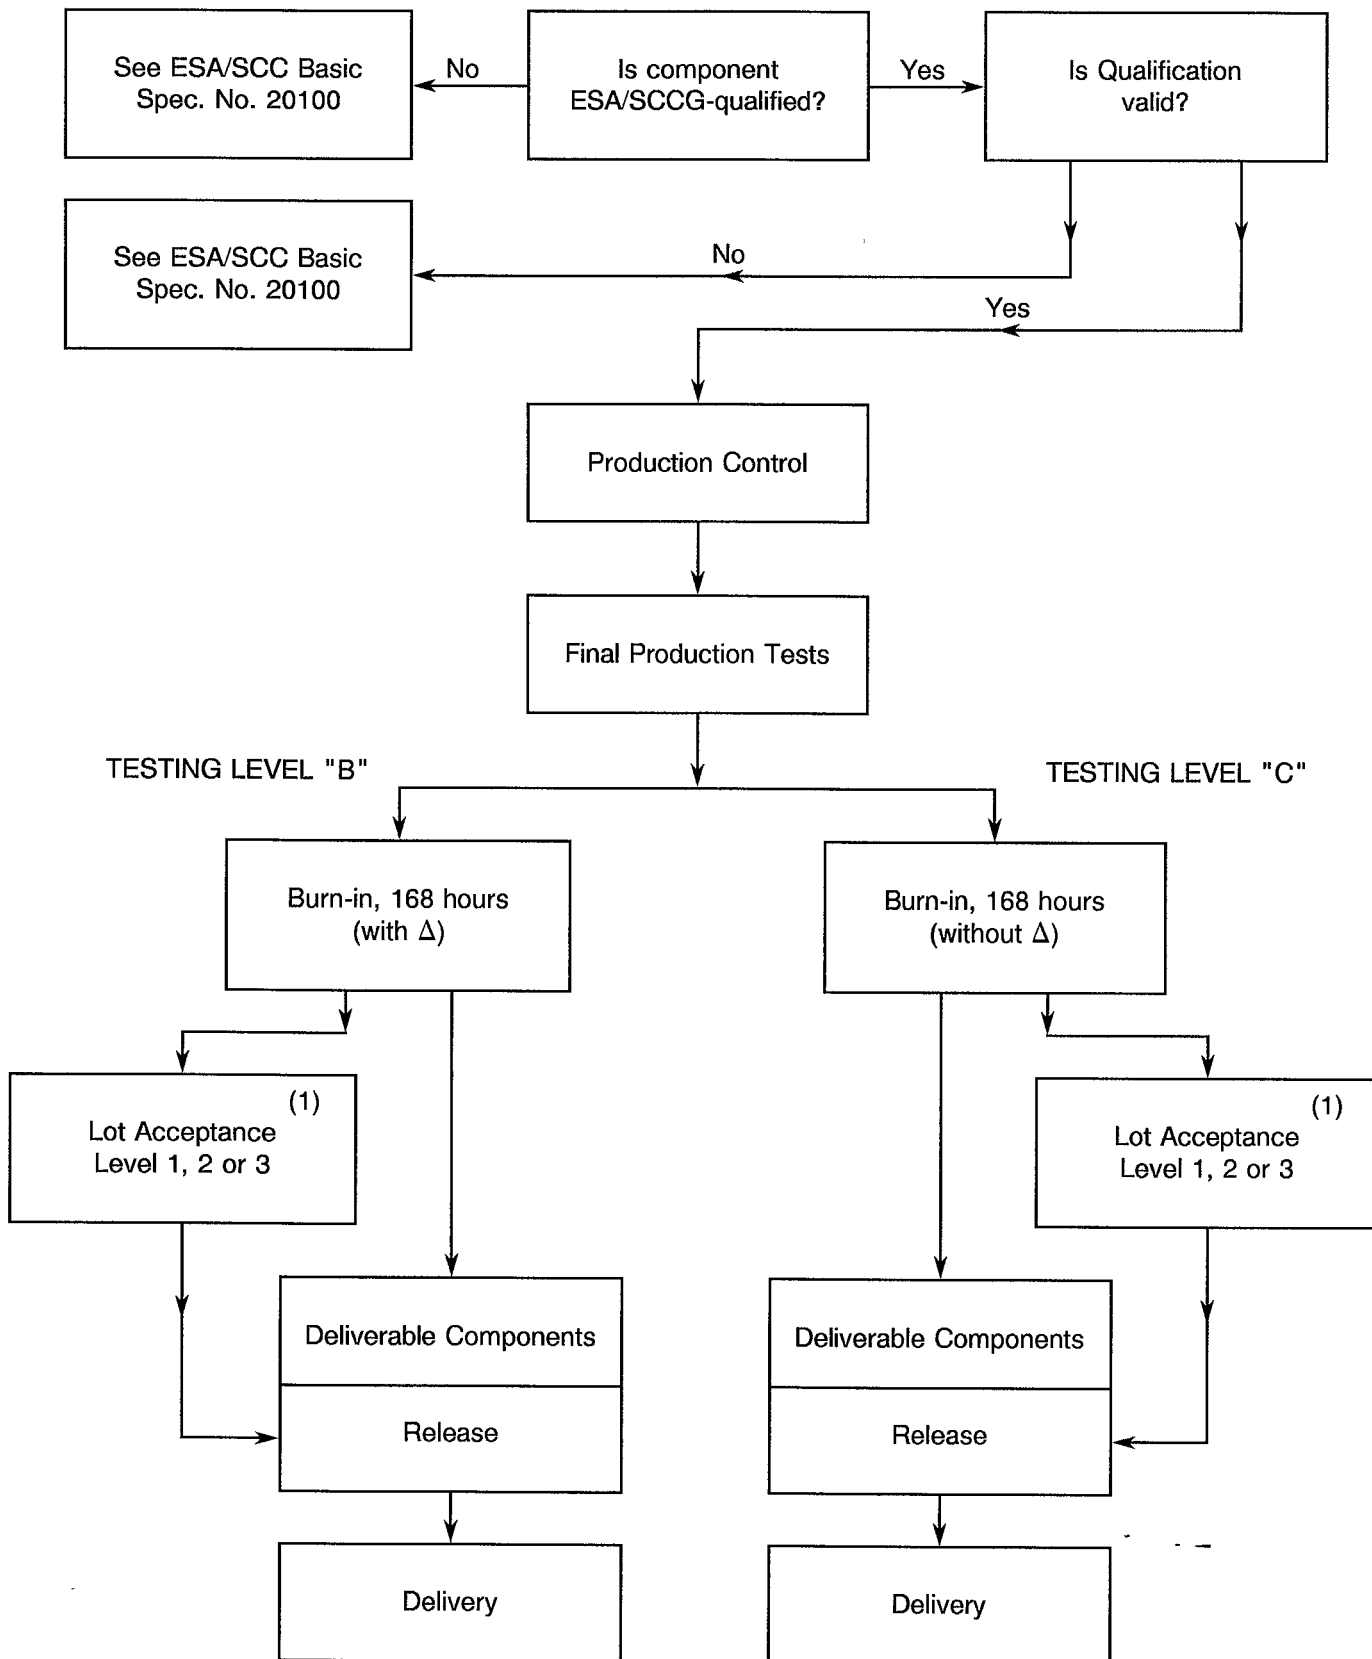 See ESA/SCC Basic
Spec. No. 20100
No
Is component
ESA/SCCG-qualified?
Yes
Is Qualification
valid?
See ESA/SCC Basic
Spec. No. 20100
No
Yes
Production Control
Final Production Tests
TESTING LEVEL "B"
TESTING LEVEL "C"
Burn-in, 168 hours
(with Δ)
Burn-in, 168 hours
(without Δ)
(1)
Lot Acceptance
Level 1, 2 or 3
(1)
Lot Acceptance
Level 1, 2 or 3
Deliverable Components
Release
Deliverable Components
Release
Delivery
Delivery